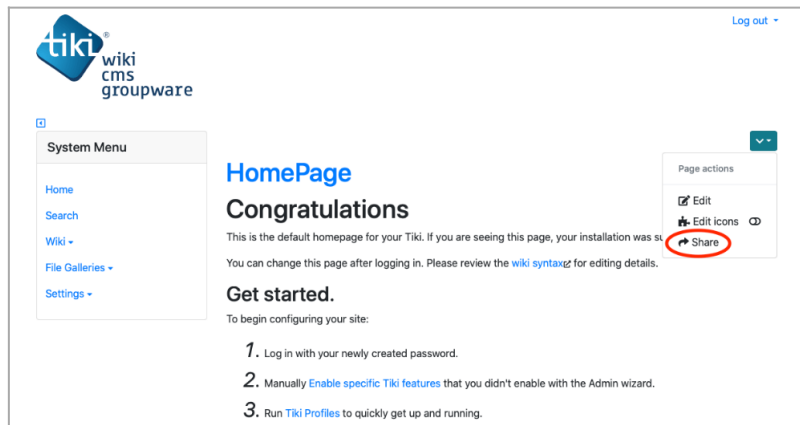 Log out
tiki®
wiki
cms
groupware
System Menu
Home
Search
Wiki
File Galleries
Settings
Page actions
Edit
Edit icons
Share
HomePage
Congratulations
This is the default homepage for your Tiki. If you are seeing this page, your installation was
You can change this page after logging in. Please review the wiki syntax for editing details.
Get started.
To begin configuring your site:
1. Log in with your newly created password.
2. Manually Enable specific Tiki features that you didn't enable with the Admin wizard.
3. Run Tiki Profiles to quickly get up and running.